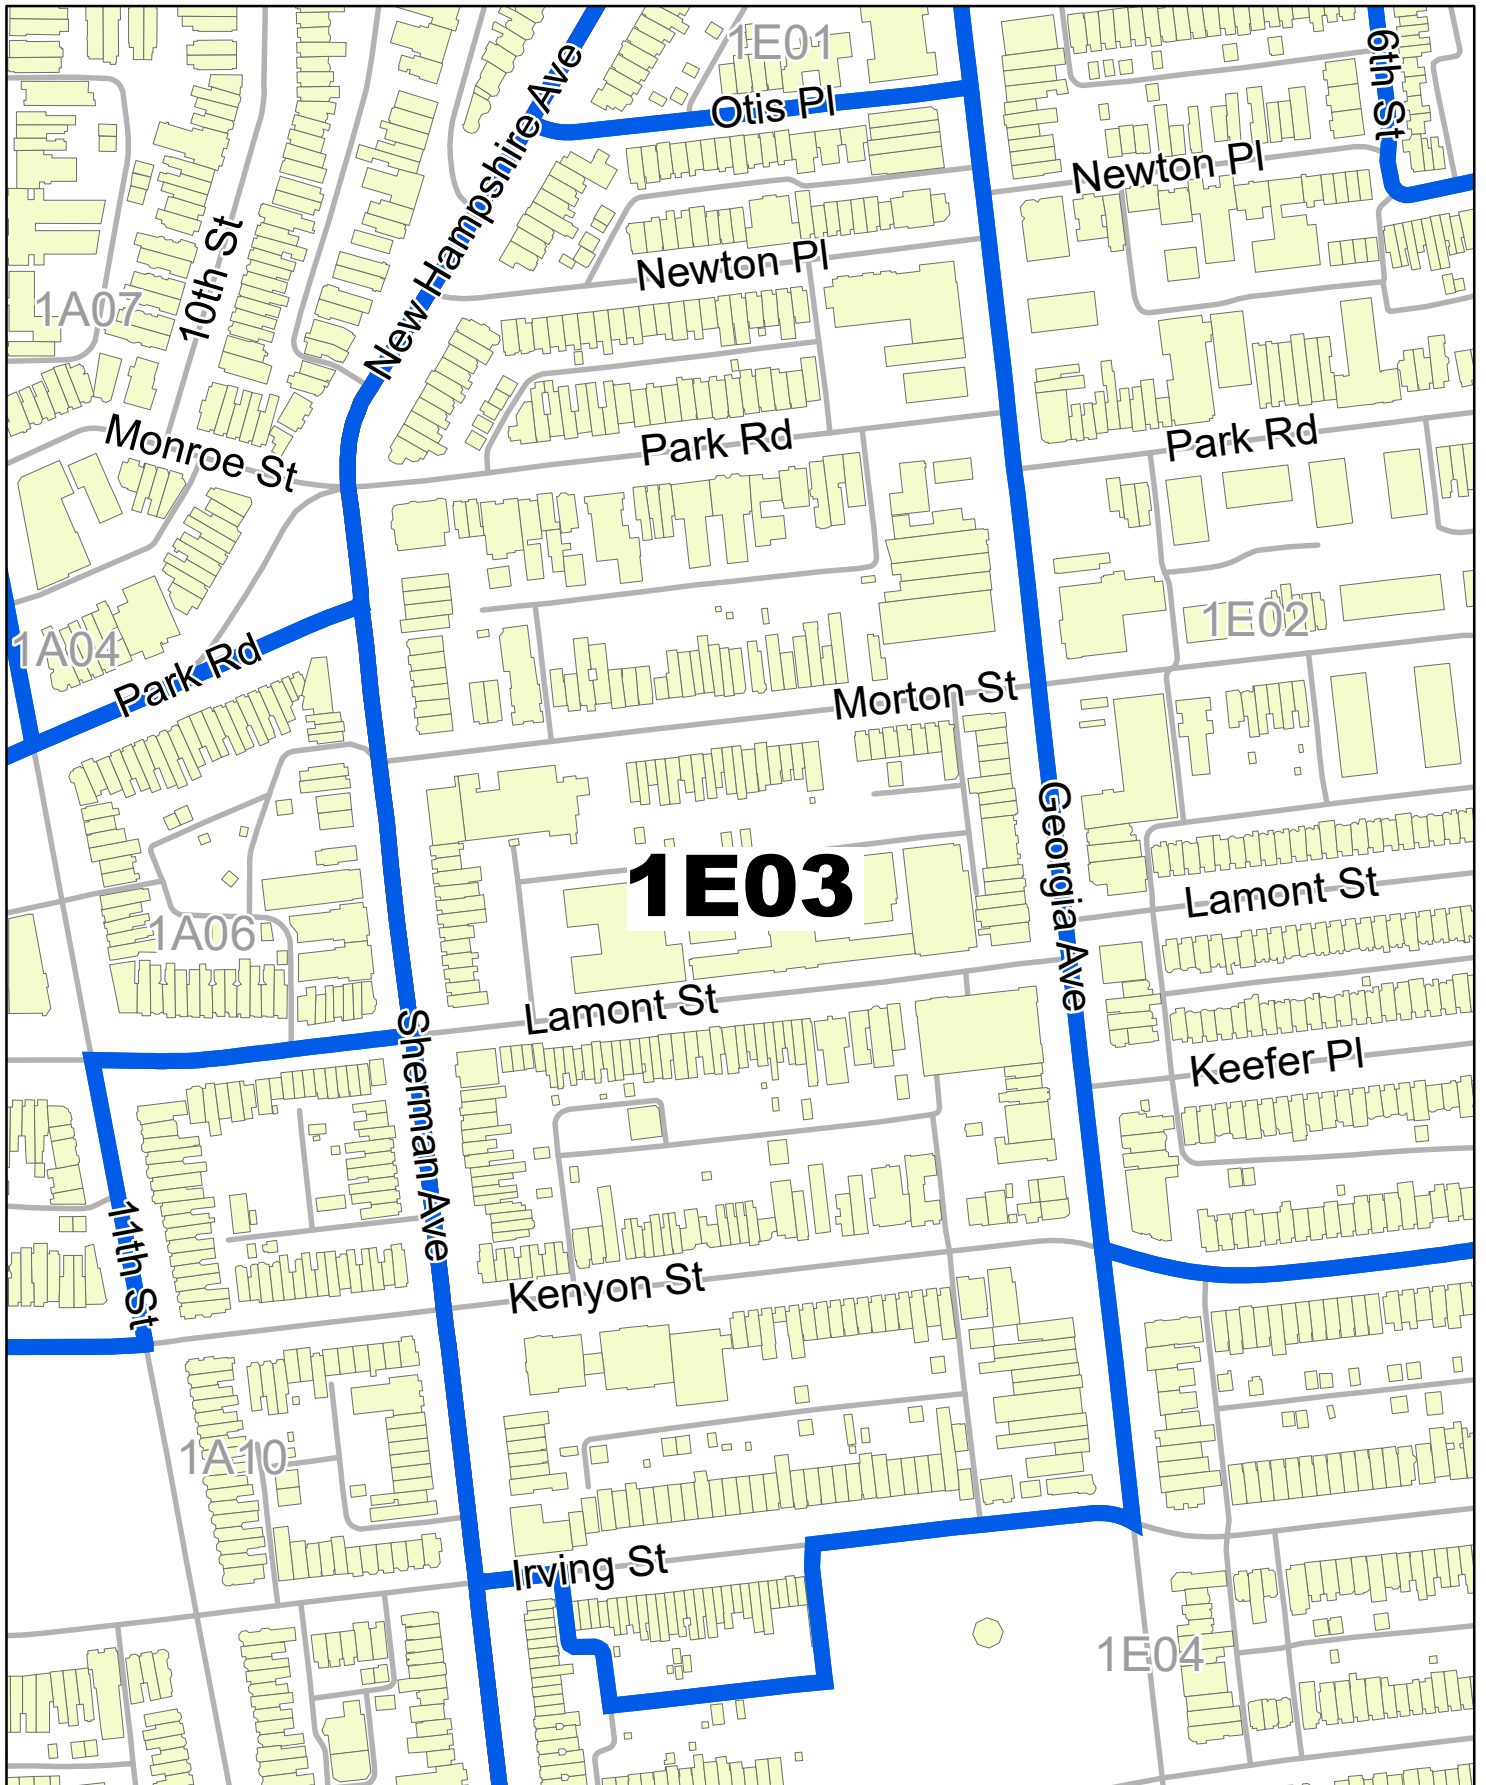 1E01
6th St
New Hampshire Ave
Otis Pl
Newton Pl
10th St
Newton Pl
1A07
Monroe St
Park Rd
Park Rd
1E02
1A04
Park Rd
Morton St
Georgia Ave
1E03
Lamont St
1A06
Lamont St
Sherman Ave
Keefer Pl
11th St
Kenyon St
1A10
Irving St
1E04